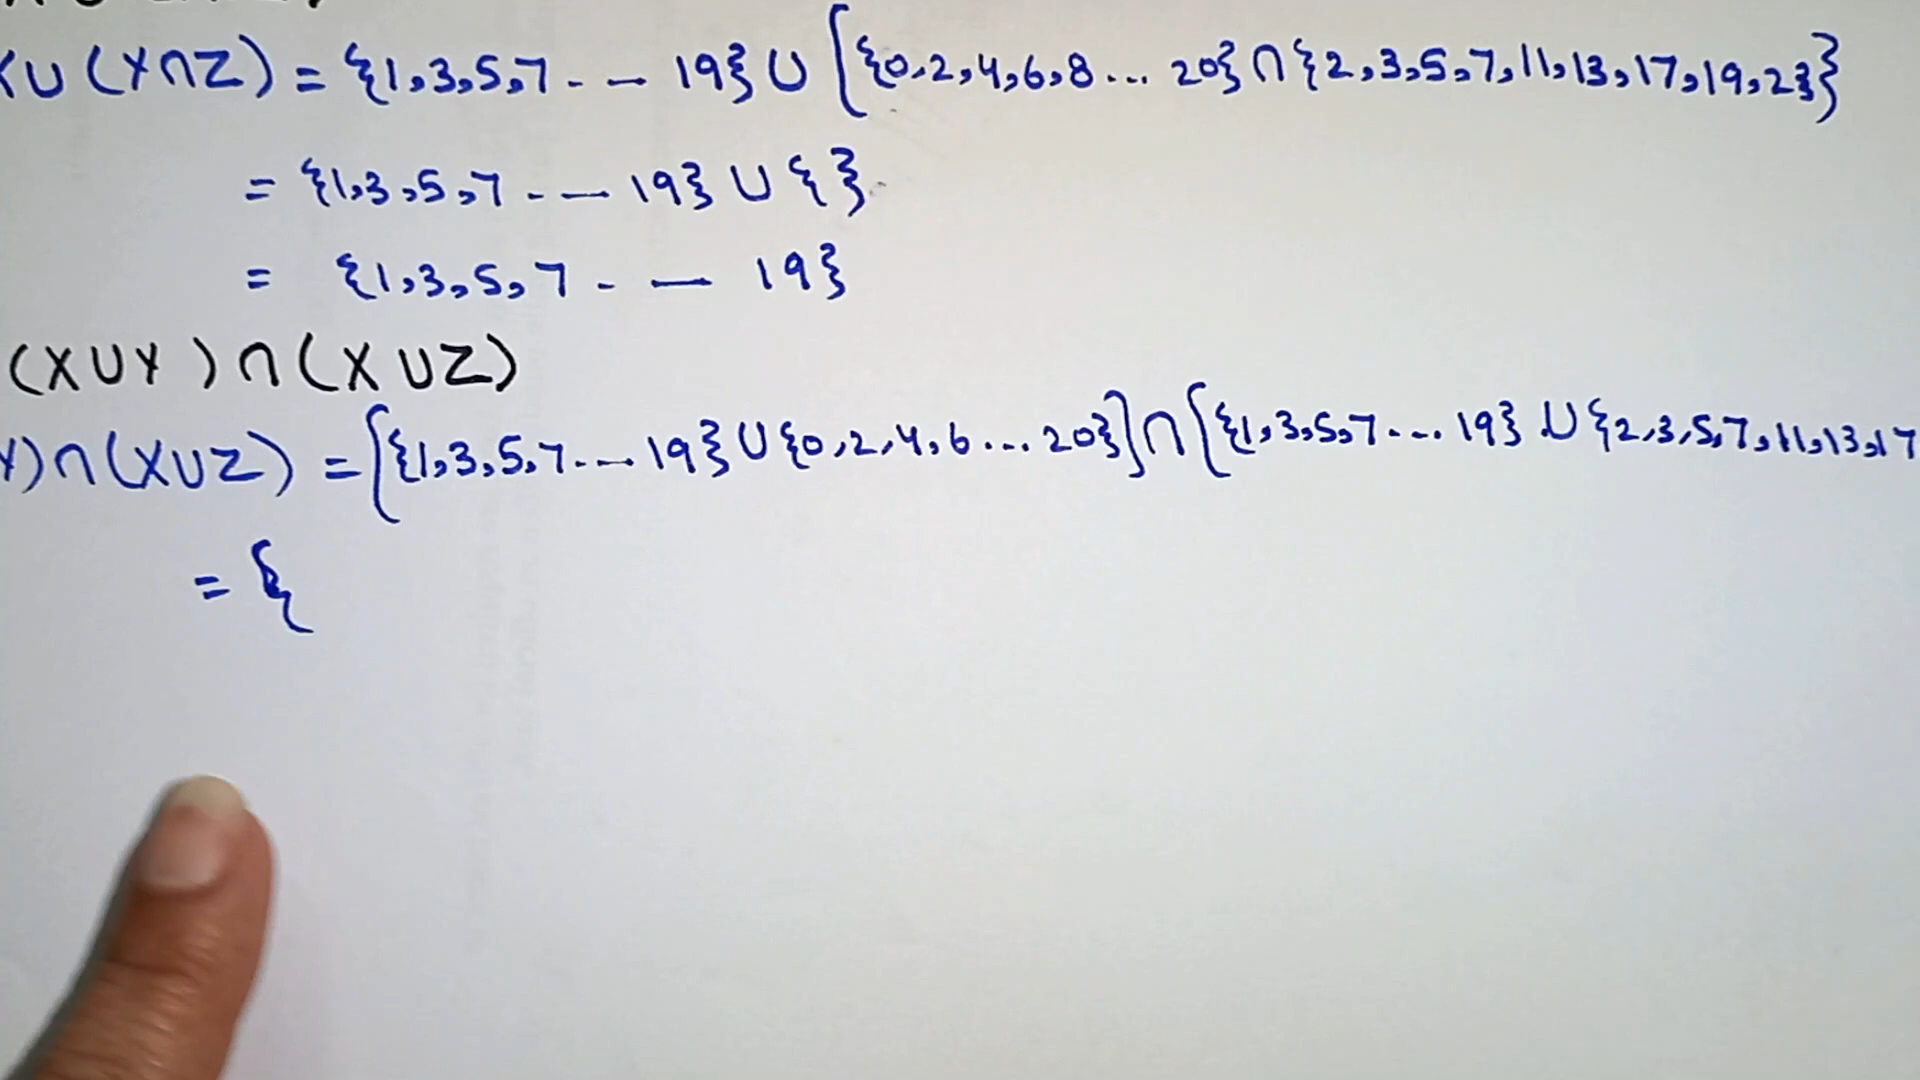 ∪(Y∩Z) = {1,3,5,7 - — 19} ∪ [{0,2,4,6,8... 20} ∩ {2,3,5,7,11,13,17,19,23}
= {1,3,5,7 - — 19} ∪ { }
= {1,3,5,7 - — 19}
(X∪Y) ∩ (X∪Z)
)∩(X∪Z) = [{1,3,5,7 - — 19} ∪ {0,2,4,6 ... 20}] ∩ [{1,3,5,7 ... 19} ∪ {2,3,5,7,11,13,17
= {